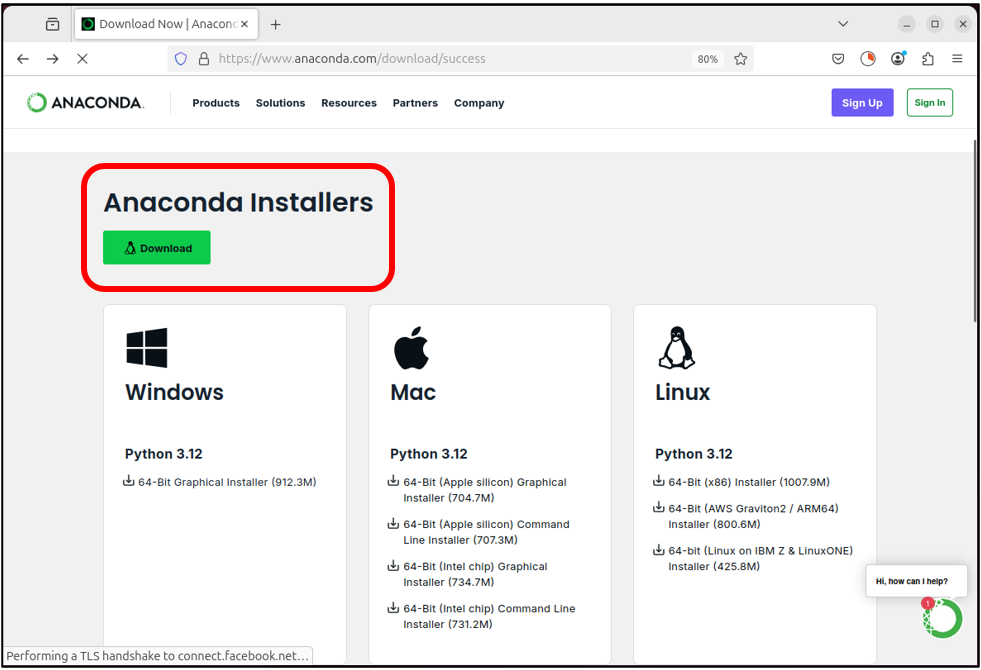 Download Now | Anacond
https://www.anaconda.com/download/success
80%
ANACONDA.
Products
Solutions
Resources
Partners
Company
Sign Up
Sign In
Anaconda Installers
Download
Windows
Python 3.12
64-Bit Graphical Installer (912.3M)
Mac
Python 3.12
64-Bit (Apple silicon) Graphical
Installer (704.7M)
64-Bit (Apple silicon) Command
Line Installer (707.3M)
64-Bit (Intel chip) Graphical
Installer (734.7M)
64-Bit (Intel chip) Command Line
Installer (731.2M)
Linux
Python 3.12
64-Bit (x86) Installer (1007.9M)
64-Bit (AWS Graviton2 / ARM64)
Installer (800.6M)
64-bit (Linux on IBM Z & LinuxONE)
Installer (425.8M)
Hi, how can I help?
1
Performing a TLS handshake to connect.facebook.net…